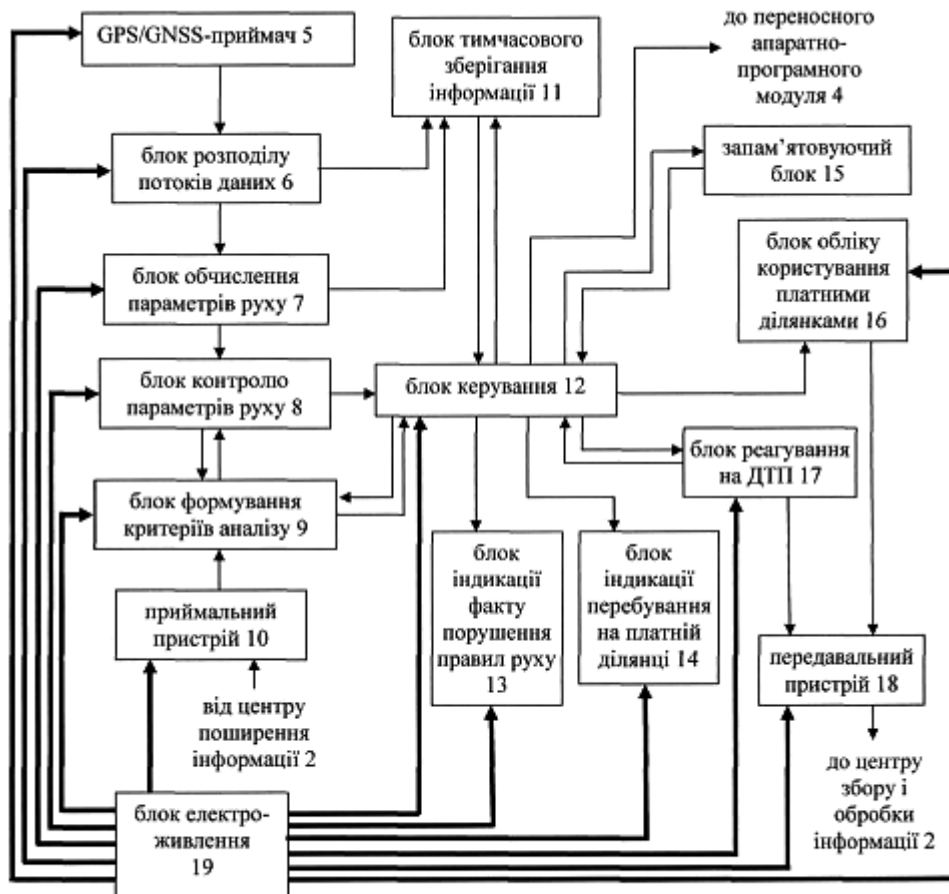 GPS/GNSS-приймач 5
блок тимчасового
зберігання
інформації 11
до переносного
апаратно-
програмного
модуля 4
блок розподілу
потоків даних 6
запам’ятовуючий
блок 15
блок обчислення
параметрів руху 7
блок обліку
користування
платними
ділянками 16
блок контролю
параметрів руху 8
блок керування 12
блок реагування
на ДТП 17
блок формування
критеріїв аналізу 9
блок
індикації
факту
порушення
правил руху
13
блок
індикації
перебування
на платній
ділянці 14
приймальний
пристрій 10
передавальний
пристрій 18
від центру
поширення
інформації 2
до центру
збору і
обробки
інформації 2
блок електро-
живлення
19